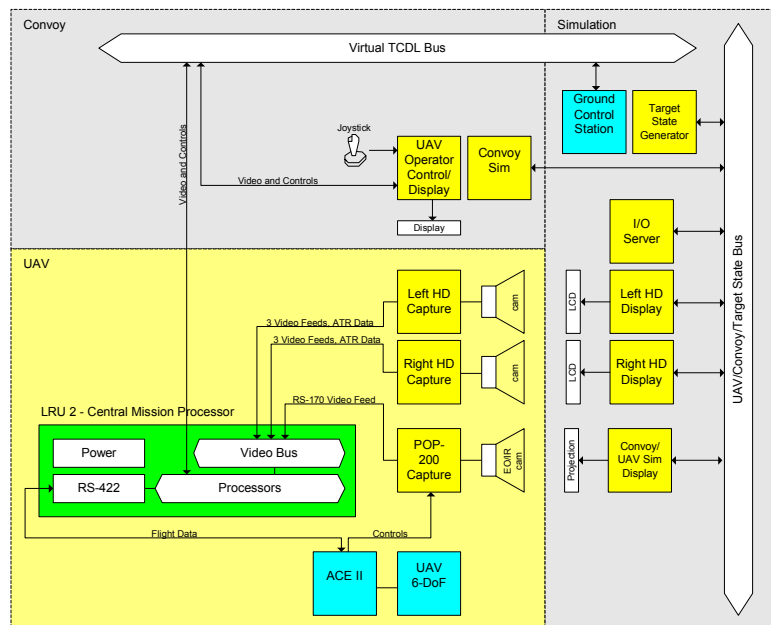 Convoy
Simulation
Virtual TCDL Bus
Ground
Control
Station
Target
State
Generator
Joystick
UAV
Operator
Control/
Display
Convoy
Sim
Video and Controls
Video and Controls
Display
I/O
Server
UAV
Left HD
Capture
cam
LCD
Left HD
Display
3 Video Feeds, ATR Data
3 Video Feeds, ATR Data
Right HD
Capture
cam
LCD
Right HD
Display
UAV/Convoy/Target State Bus
RS-170 Video Feed
LRU 2 - Central Mission Processor
Power
Video Bus
POP-
200
Capture
EO/IR
cam
Projection
Convoy/
UAV Sim
Display
RS-422
Processors
Flight Data
Controls
ACE II
UAV
6-DoF